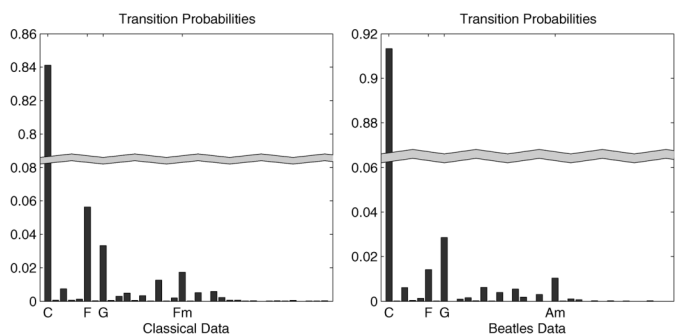 Transition Probabilities
0.86
0.84
0.82
0.8
0.08
0.06
0.04
0.02
0
C F G Fm
Classical Data
Transition Probabilities
0.92
0.9
0.88
0.06
0.04
0.02
0
C F G Am
Beatles Data